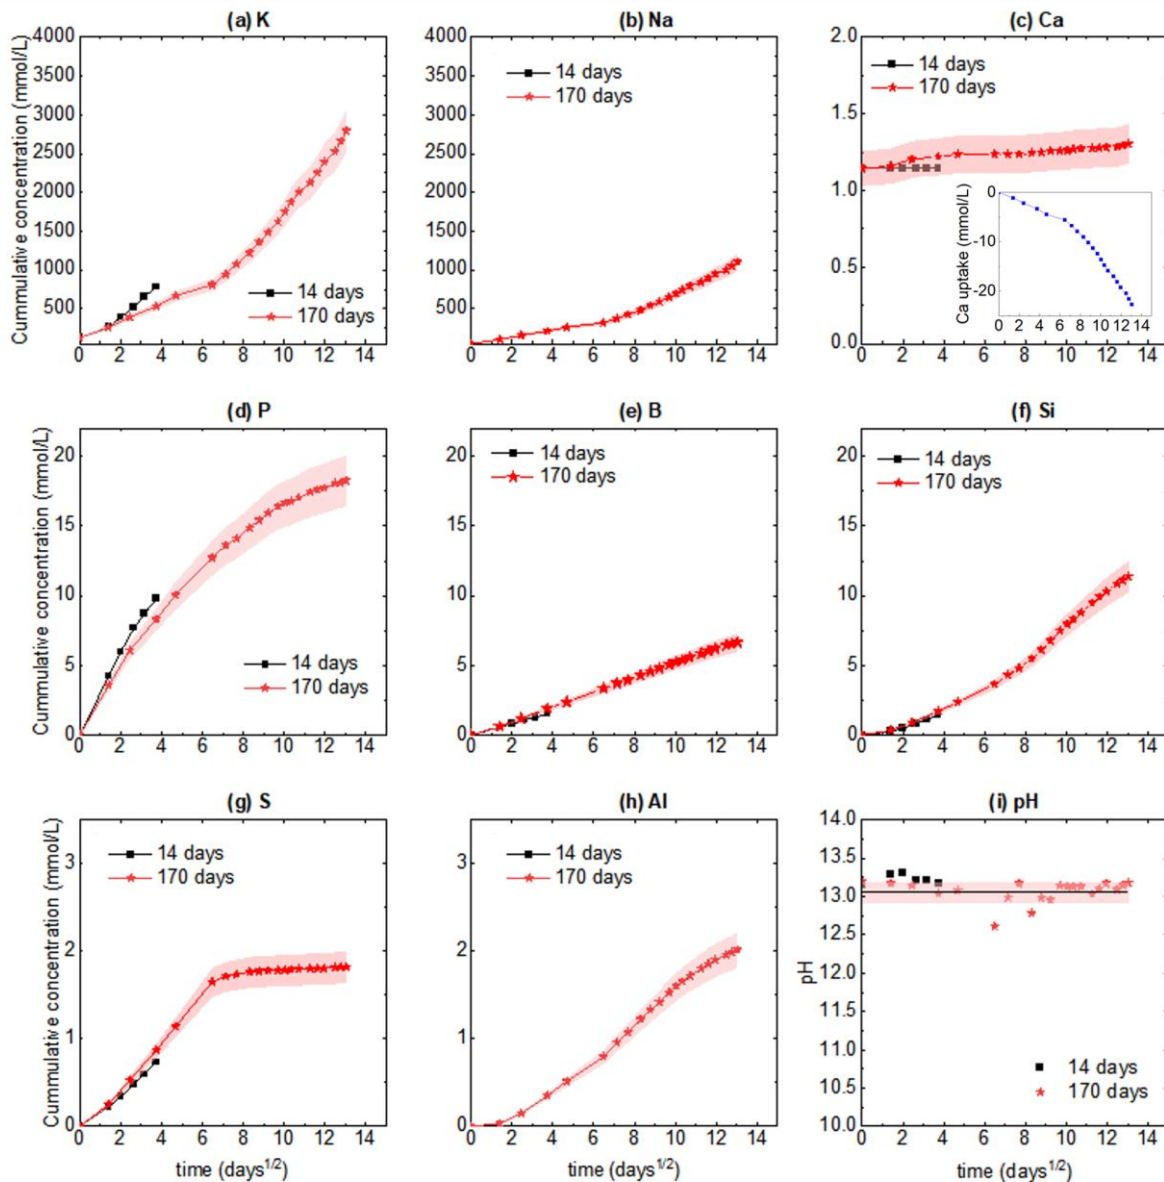 (a) K
(b) Na
(c) Ca
Cummulative concentration (mmol/L)
4000
3500
3000
2500
2000
1500
1000
500
14 days
170 days
0 2 4 6 8 10 12 14
4000
3500
3000
2500
2000
1500
1000
500
14 days
170 days
0 2 4 6 8 10 12 14
2.0
1.5
1.0
0.5
0.0
14 days
170 days
Ca uptake (mmol/L)
0
-10
-20
0 2 4 6 8 10 12 14
0 2 4 6 8 10 12 14
(d) P
(e) B
(f) Si
Cummulative concentration (mmol/L)
20
15
10
5
0
14 days
170 days
0 2 4 6 8 10 12 14
20
15
10
5
0
14 days
170 days
0 2 4 6 8 10 12 14
20
15
10
5
0
14 days
170 days
0 2 4 6 8 10 12 14
(g) S
(h) Al
(i) pH
Cummulative concentration (mmol/L)
3
2
1
0
14 days
170 days
0 2 4 6 8 10 12 14
time (days1/2)
3
2
1
0
14 days
170 days
0 2 4 6 8 10 12 14
time (days1/2)
pH
14.0
13.5
13.0
12.5
12.0
11.5
11.0
10.5
10.0
14 days
170 days
0 2 4 6 8 10 12 14
time (days1/2)